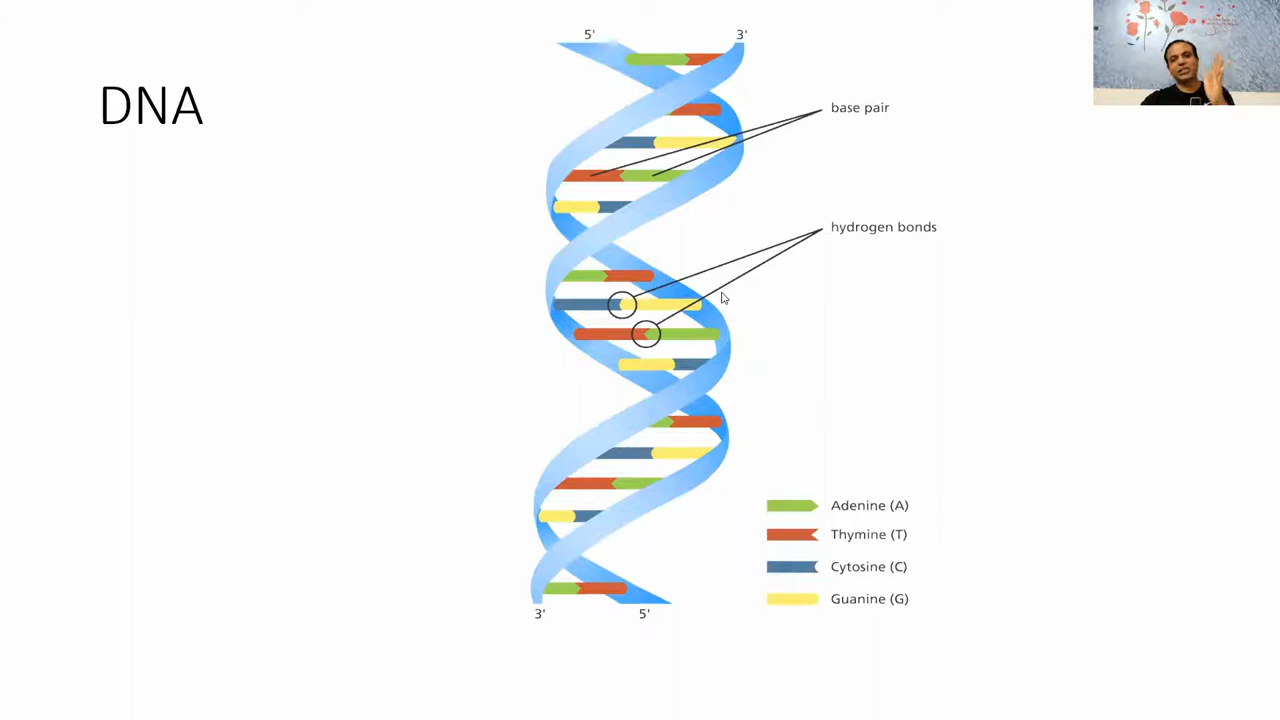 5' 3'
DNA
base pair
hydrogen bonds
Adenine (A)
Thymine (T)
Cytosine (C)
Guanine (G)
3' 5'